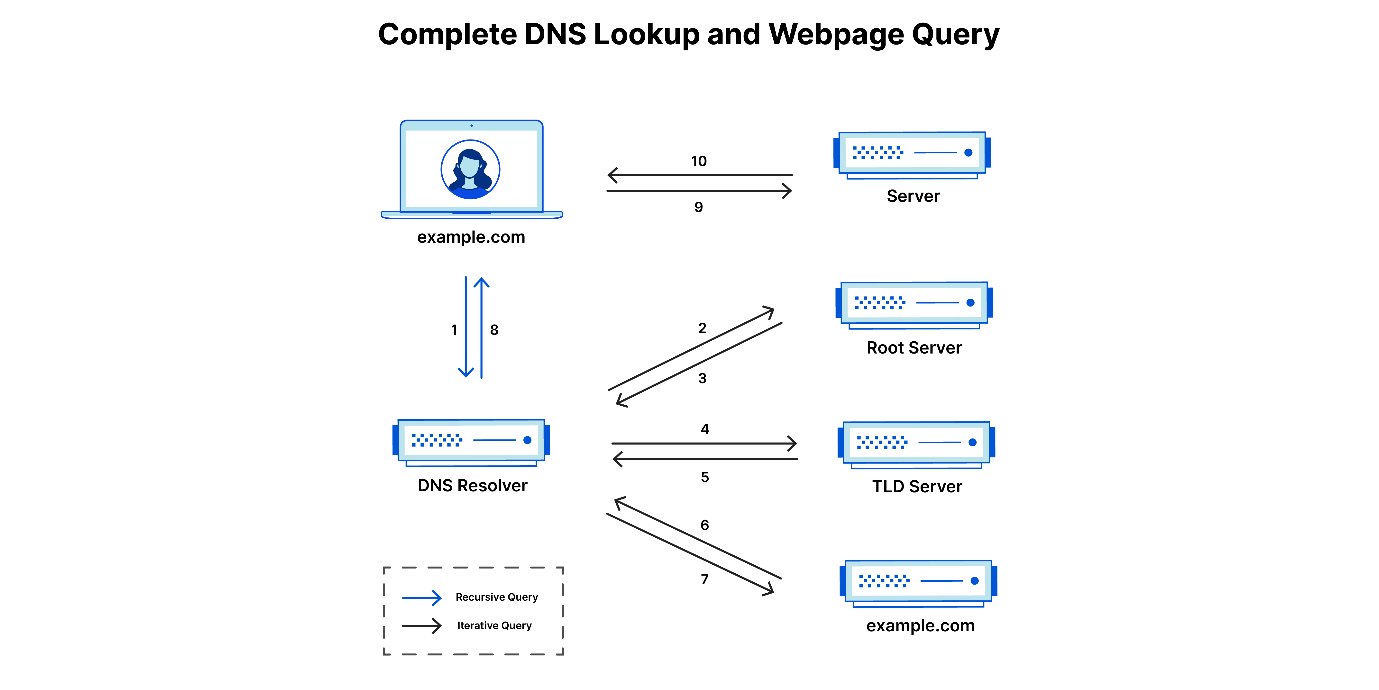 Complete DNS Lookup and Webpage Query
10
9
Server
example.com
1
8
2
3
Root Server
4
5
DNS Resolver
TLD Server
6
7
example.com
Recursive Query
Iterative Query